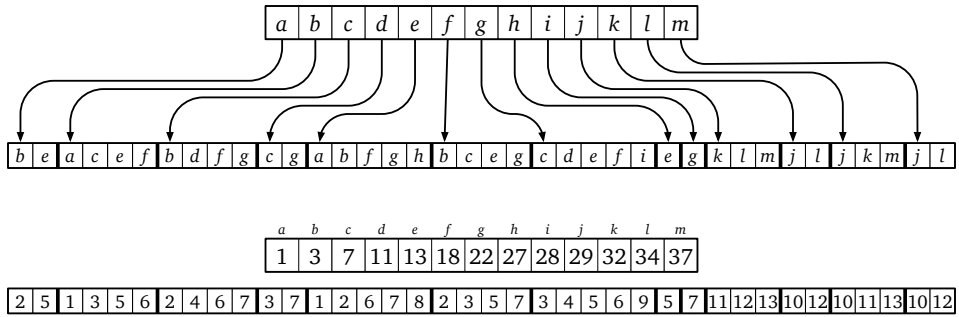 a b c d e f g h i j k l m
b e a c e f b d f g c g a b f g h b c e g c d e f i e g k l m j l j k m j l
a b c d e f g h i j k l m
1 3 7 11 13 18 22 27 28 29 32 34 37
2 5 1 3 5 6 2 4 6 7 3 7 1 2 6 7 8 2 3 5 7 3 4 5 6 9 5 7 11 12 13 10 12 10 11 13 10 12